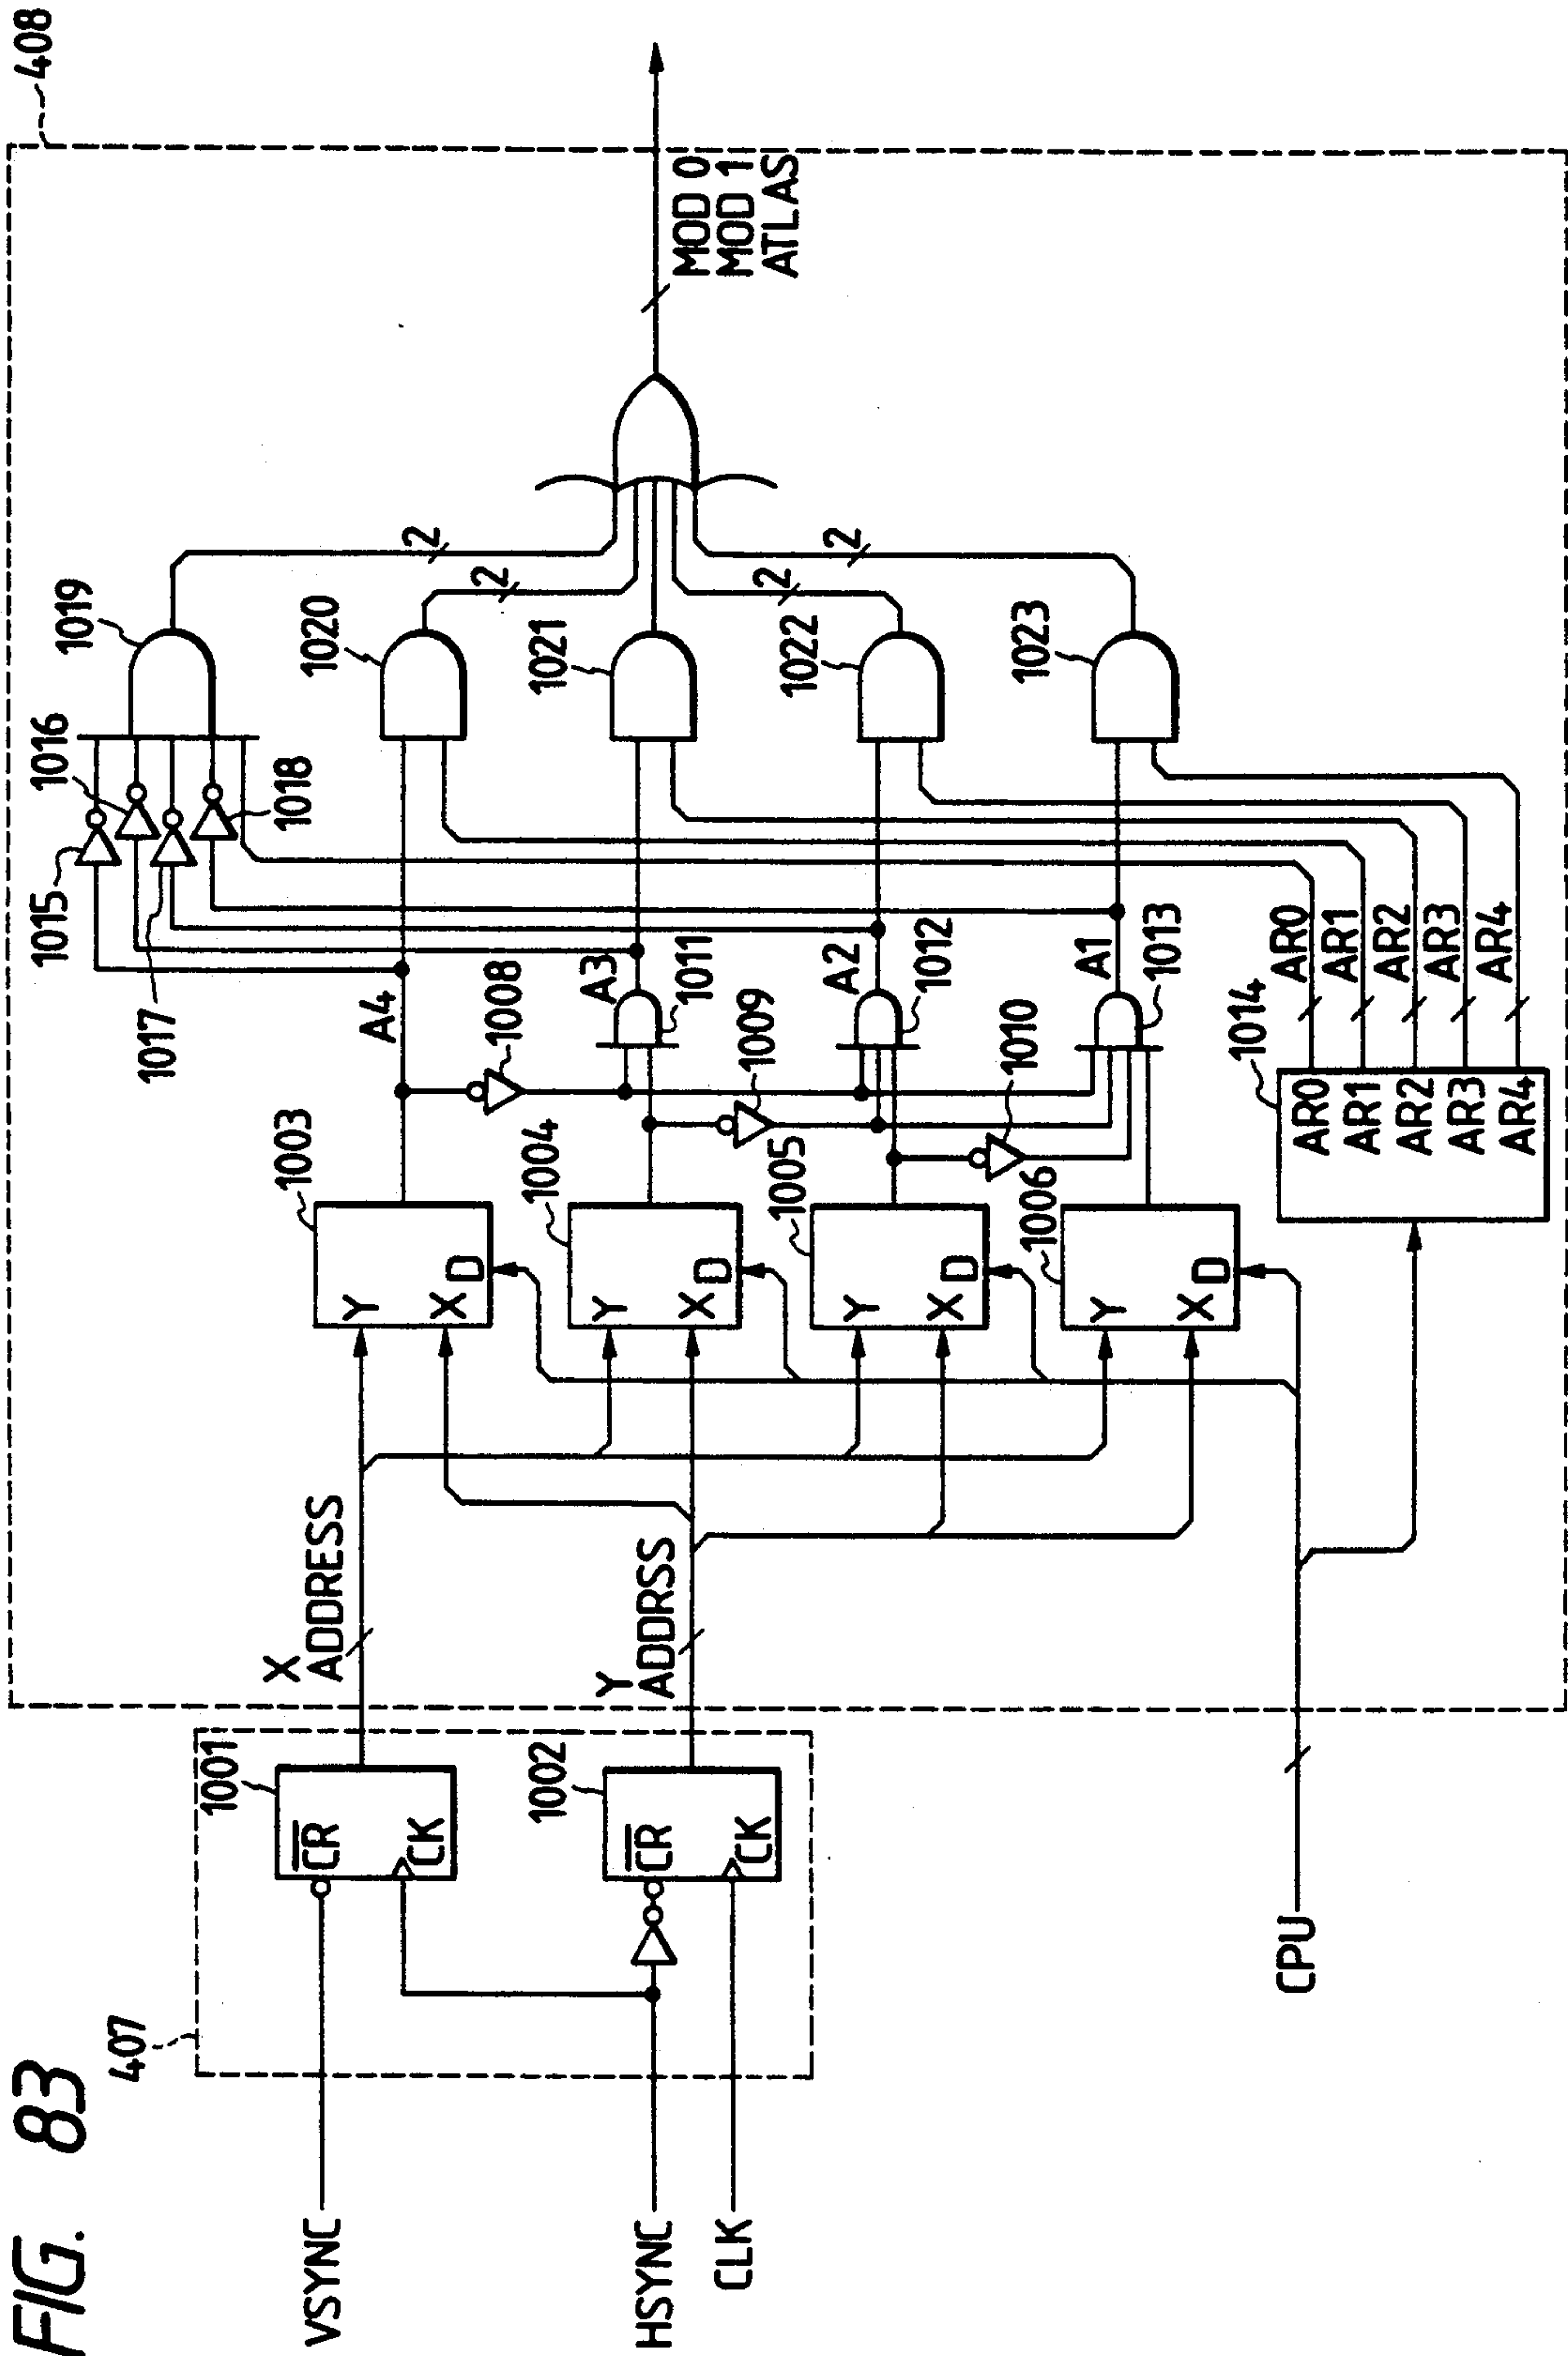 FIG. 83
407
408
VSYNC
HSYNC
CLK
CPU
1001
CR
CK
1002
CR
CK
X
ADDRESS
Y
ADDRSS
1003
Y
X
D
1004
Y
X
D
1005
Y
X
D
1006
Y
X
D
A4
1008
A3
1011
1009
A2
1012
1010
A1
1013
1014
AR0
AR1
AR2
AR3
AR4
AR0
AR1
AR2
AR3
AR4
1015
1016
1017
1018
1019
1020
1021
1022
1023
2
2
2
2
MOD 0
MOD 1
ATLAS